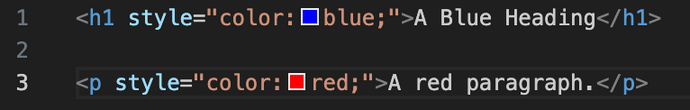 1 <h1 style="color:blue;">A Blue Heading</h1>
2
3 <p style="color:red;">A red paragraph.</p>